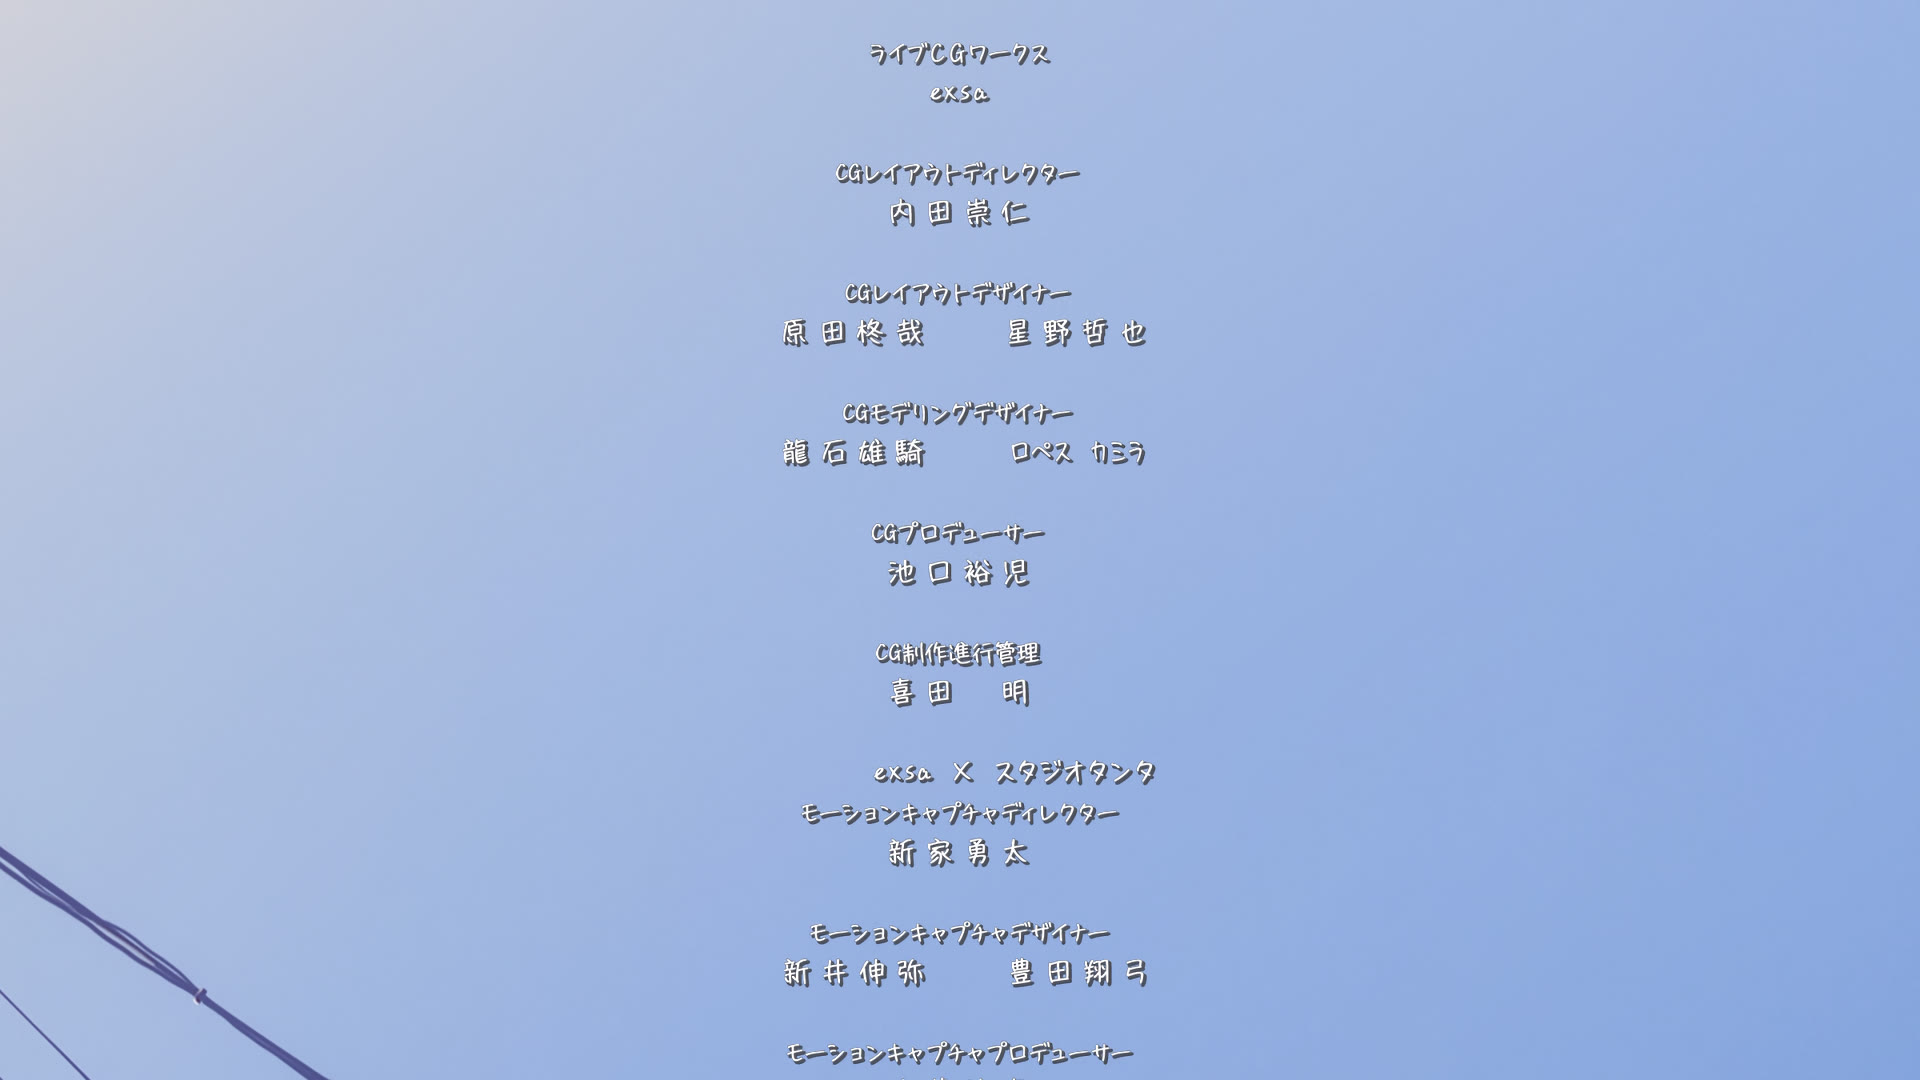 ライブCGワークス
exsa
CGレイアウトディレクター
内田崇仁
CGレイアウトデザイナー
原田柊哉 星野哲也
CGモデリングデザイナー
龍石雄騎 ロペス カミラ
CGプロデューサー
池口裕児
CG制作進行管理
喜田 明
exsa × スタジオタンタ
モーションキャプチャディレクター
新家勇太
モーションキャプチャデザイナー
新井伸弥 豊田翔弓
モーションキャプチャプロデューサー